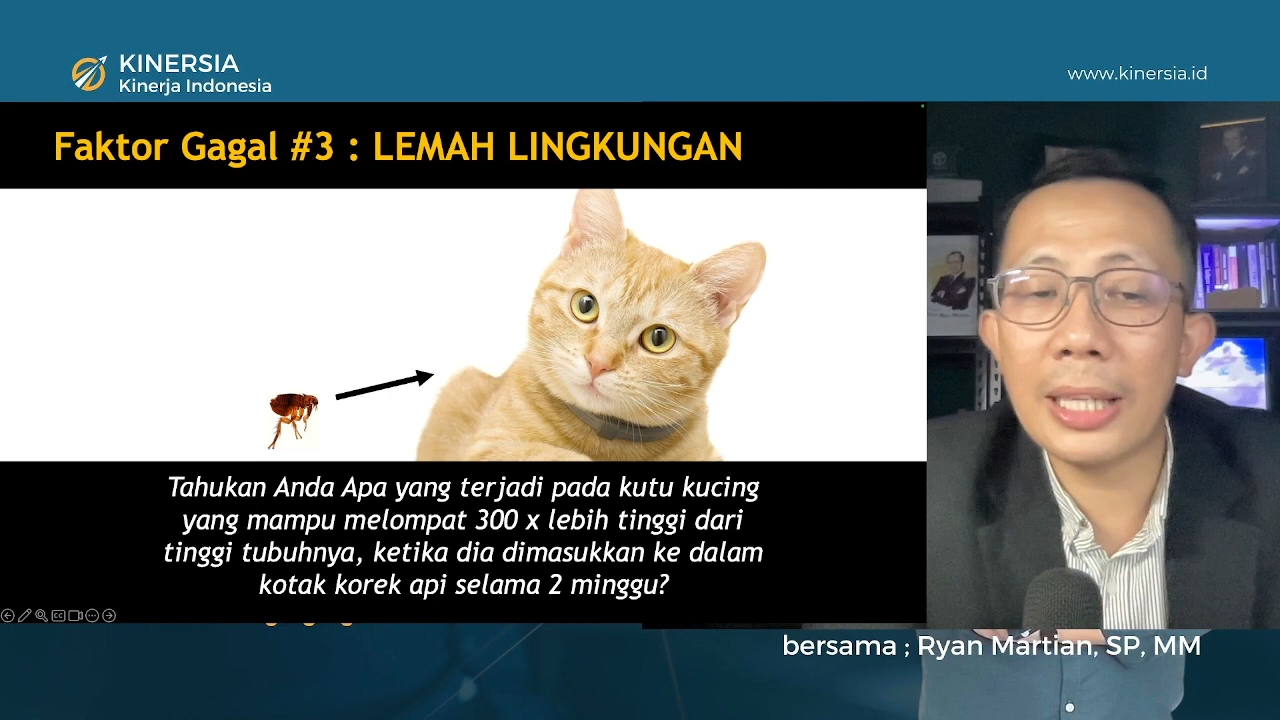 KINERSIA
Kinerja Indonesia
www.kinersia.id
Faktor Gagal #3 : LEMAH LINGKUNGAN
Tahukan Anda Apa yang terjadi pada kutu kucing
yang mampu melompat 300 x lebih tinggi dari
tinggi tubuhnya, ketika dia dimasukkan ke dalam
kotak korek api selama 2 minggu?
bersama ; Ryan Martian, SP, MM